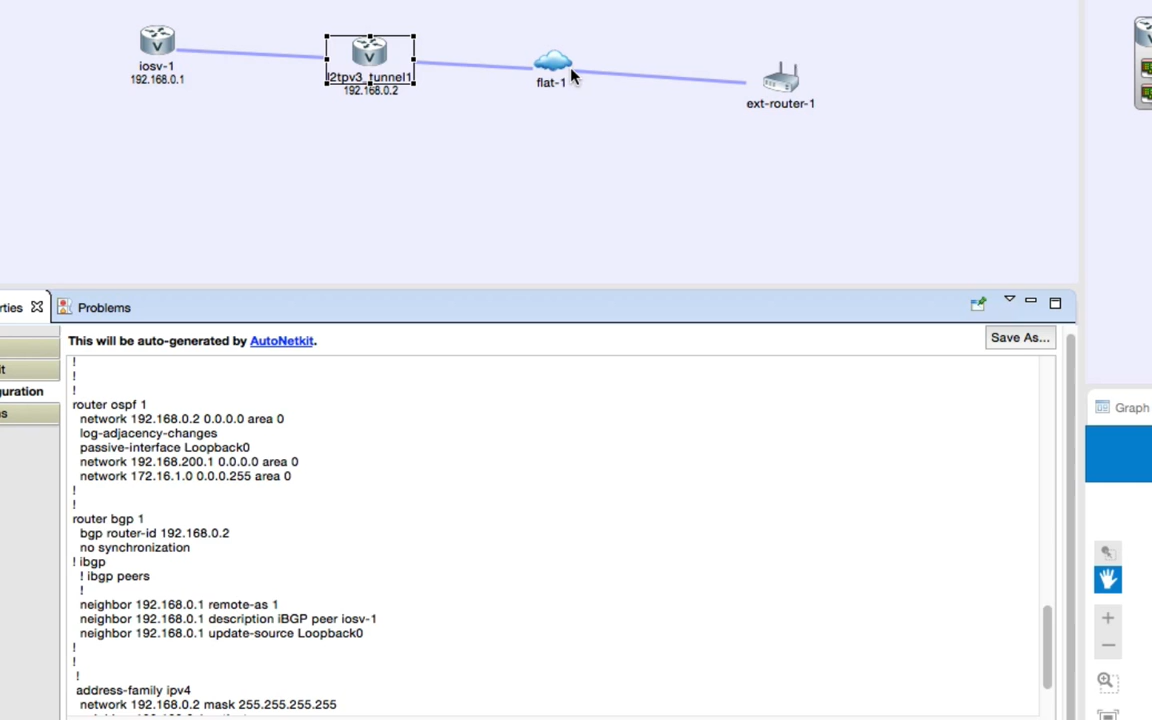 iosv-1
192.168.0.1
l2tpv3_tunnel1
192.168.0.2
flat-1
ext-router-1
rties
Problems
This will be auto-generated by AutoNetkit.
Save As...
it
guration
ns
!
!
!
router ospf 1
network 192.168.0.2 0.0.0.0 area 0
log-adjacency-changes
passive-interface Loopback0
network 192.168.200.1 0.0.0.0 area 0
network 172.16.1.0 0.0.0.255 area 0
!
!
router bgp 1
bgp router-id 192.168.0.2
no synchronization
! ibgp
! ibgp peers
!
neighbor 192.168.0.1 remote-as 1
neighbor 192.168.0.1 description iBGP peer iosv-1
neighbor 192.168.0.1 update-source Loopback0
!
!
!
address-family ipv4
network 192.168.0.2 mask 255.255.255.255
Graph